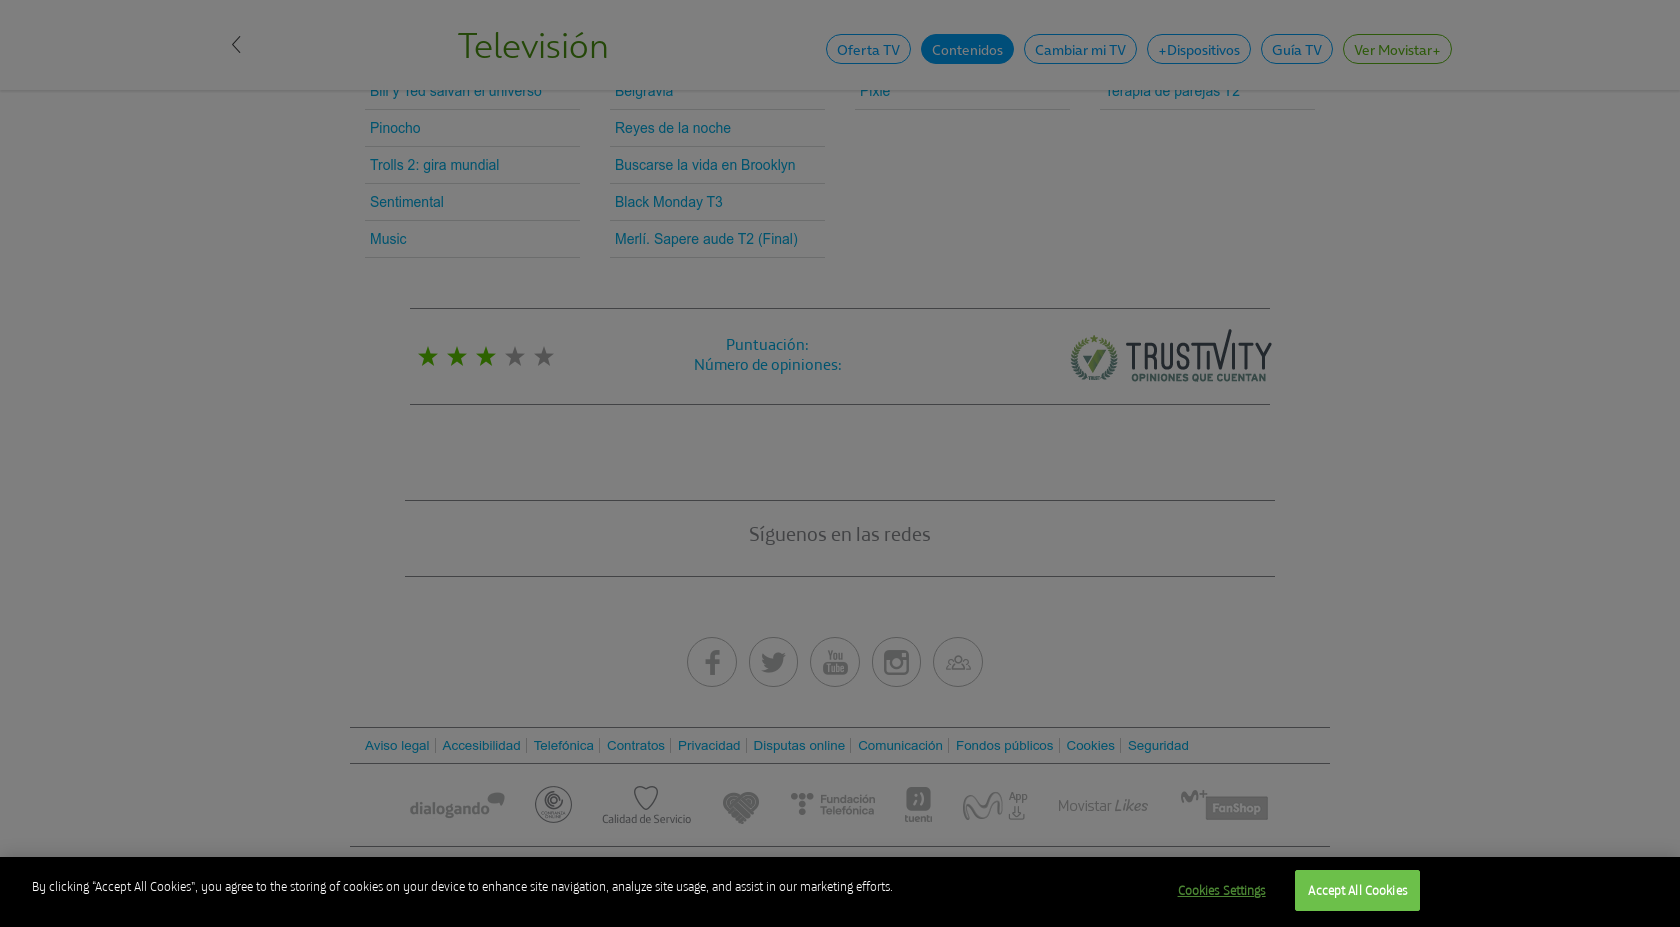 Televisión
Oferta TV
Contenidos
Cambiar mi TV
+Dispositivos
Guía TV
Ver Movistar+
Bill y Ted salvan el universo
Belgravia
Pixie
Terapia de parejas T2
Pinocho
Reyes de la noche
Trolls 2: gira mundial
Buscarse la vida en Brooklyn
Sentimental
Black Monday T3
Music
Merlí. Sapere aude T2 (Final)
Puntuación:
Número de opiniones:
TRUSTIVITY
OPINIONES QUE CUENTAN
Síguenos en las redes
You
Tube
Aviso legal
Accesibilidad
Telefónica
Contratos
Privacidad
Disputas online
Comunicación
Fondos públicos
Cookies
Seguridad
dialogando
Calidad de Servicio
Fundación
Telefónica
tuenti
App
Movistar Likes
FanShop
By clicking “Accept All Cookies”, you agree to the storing of cookies on your device to enhance site navigation, analyze site usage, and assist in our marketing efforts.
Cookies Settings
Accept All Cookies